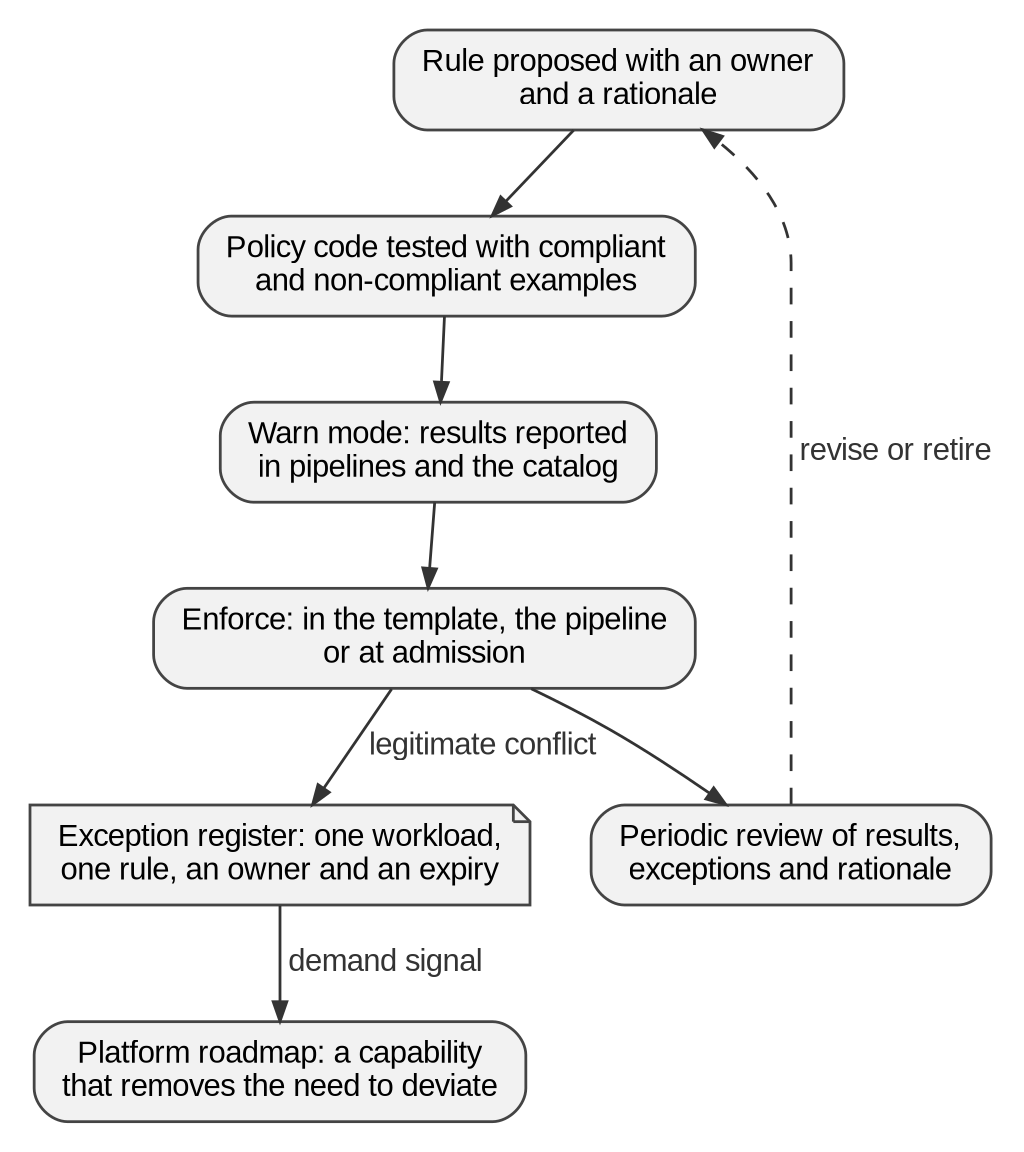 Rule proposed with an owner
and a rationale
Policy code tested with compliant
and non-compliant examples
Warn mode: results reported
in pipelines and the catalog
revise or retire
Enforce: in the template, the pipeline
or at admission
legitimate conflict
Exception register: one workload,
one rule, an owner and an expiry
Periodic review of results,
exceptions and rationale
demand signal
Platform roadmap: a capability
that removes the need to deviate